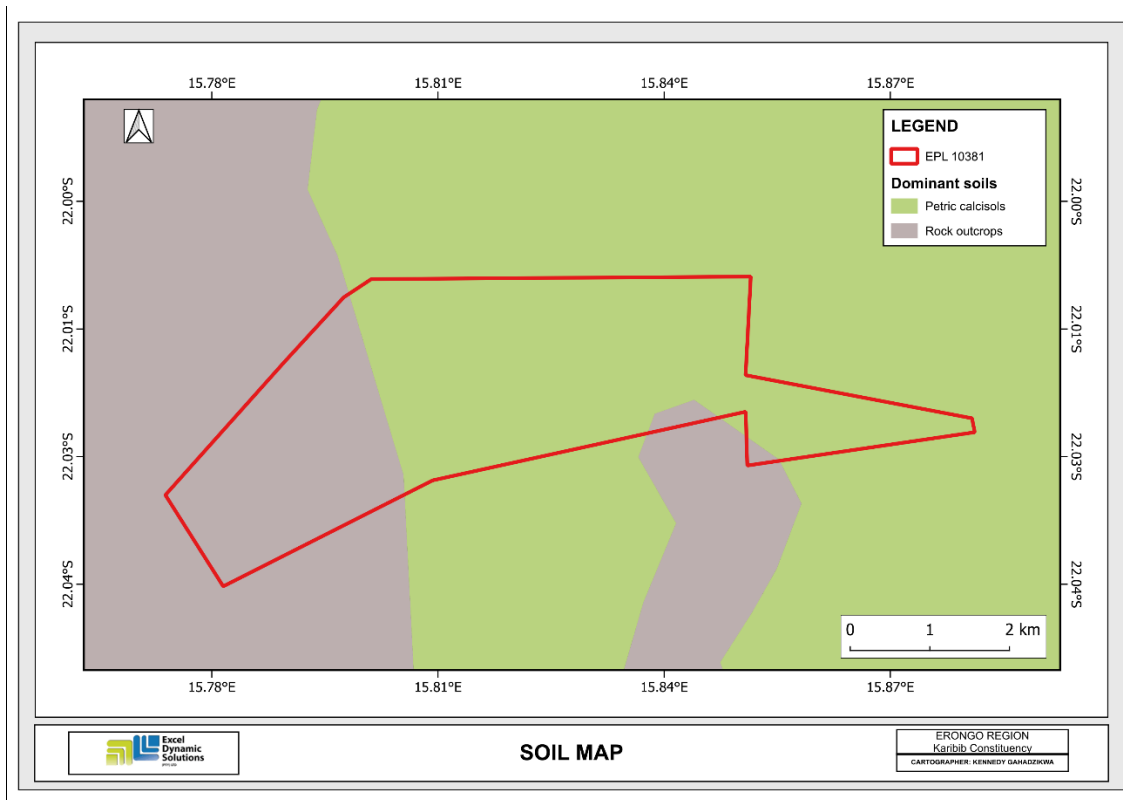 15.78°E 15.81°E 15.84°E 15.87°E
LEGEND
EPL 10381
Dominant soils
Petric calcisols
Rock outcrops
22.00°S 22.00°S
22.01°S 22.01°S
22.03°S 22.03°S
22.04°S 22.04°S
0 1 2 km
15.78°E 15.81°E 15.84°E 15.87°E
Excel
Dynamic
Solutions
SOIL MAP
ERONGO REGION
Karibib Constituency
CARTOGRAPHER: KENNEDY GAHADZIKWA